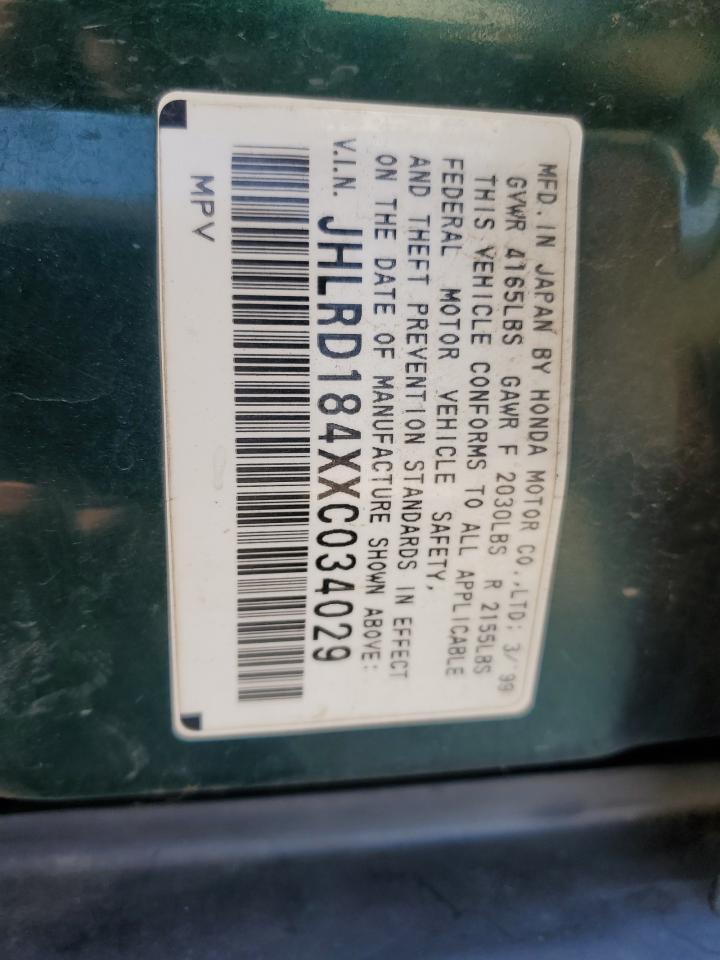 MFD. IN JAPAN BY HONDA MOTOR CO.,LTD; 3/'99
GVWR 4165LBS GAWR F 2030LBS R 2155LBS
THIS VEHICLE CONFORMS TO ALL APPLICABLE
FEDERAL MOTOR VEHICLE SAFETY,
AND THEFT PREVENTION STANDARDS IN EFFECT
ON THE DATE OF MANUFACTURE SHOWN ABOVE:
V.I.N. JHLRD184XXC034029
MPV